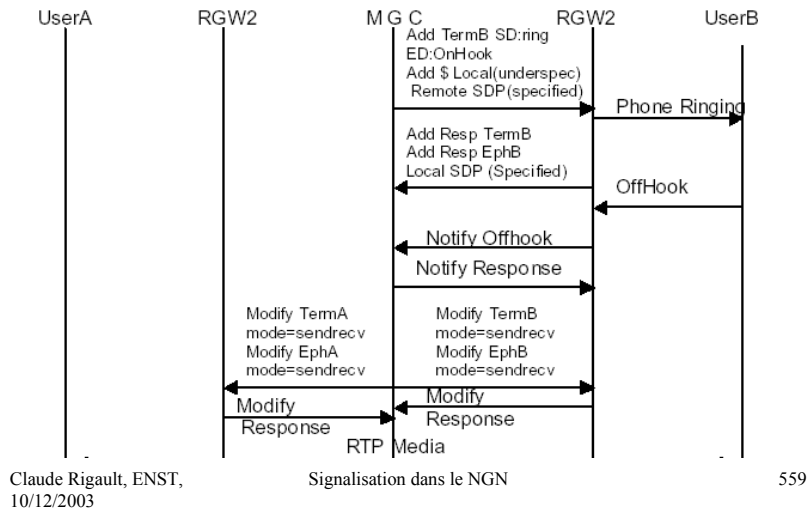 UserA RGW2 M G C RGW2 UserB
Add TermB SD:ring
ED:OnHook
Add $ Local(underspec)
Remote SDP(specified)
Phone Ringing
Add Resp TermB
Add Resp EphB
Local SDP (Specified)
OffHook
Notify Offhook
Notify Response
Modify TermA
mode=sendrecv
Modify EphA
mode=sendrecv
Modify TermB
mode=sendrecv
Modify EphB
mode=sendrecv
Modify
Response
Modify
Response
RTP Media
Claude Rigault, ENST,
10/12/2003
Signalisation dans le NGN
559